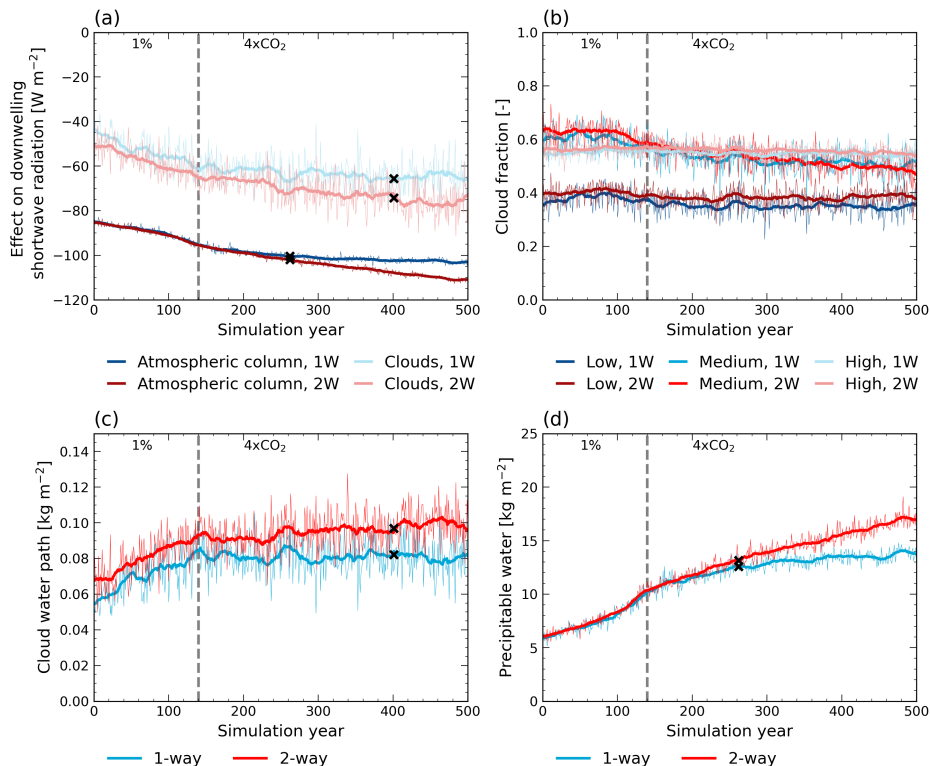 (a)
1%
4xCO₂
0
−20
−40
−60
−80
−100
−120
Effect on downwelling
shortwave radiation [W m⁻²]
0 100 200 300 400 500
Simulation year
Atmospheric column, 1W
Clouds, 1W
Atmospheric column, 2W
Clouds, 2W
(b)
1%
4xCO₂
1.0
0.8
0.6
0.4
0.2
0.0
Cloud fraction [-]
0 100 200 300 400 500
Simulation year
Low, 1W
Medium, 1W
High, 1W
Low, 2W
Medium, 2W
High, 2W
(c)
1%
4xCO₂
0.14
0.12
0.10
0.08
0.06
0.04
0.02
0.00
Cloud water path [kg m⁻²]
0 100 200 300 400 500
Simulation year
1-way
2-way
(d)
1%
4xCO₂
25
20
15
10
5
0
Precipitable water [kg m⁻²]
0 100 200 300 400 500
Simulation year
1-way
2-way